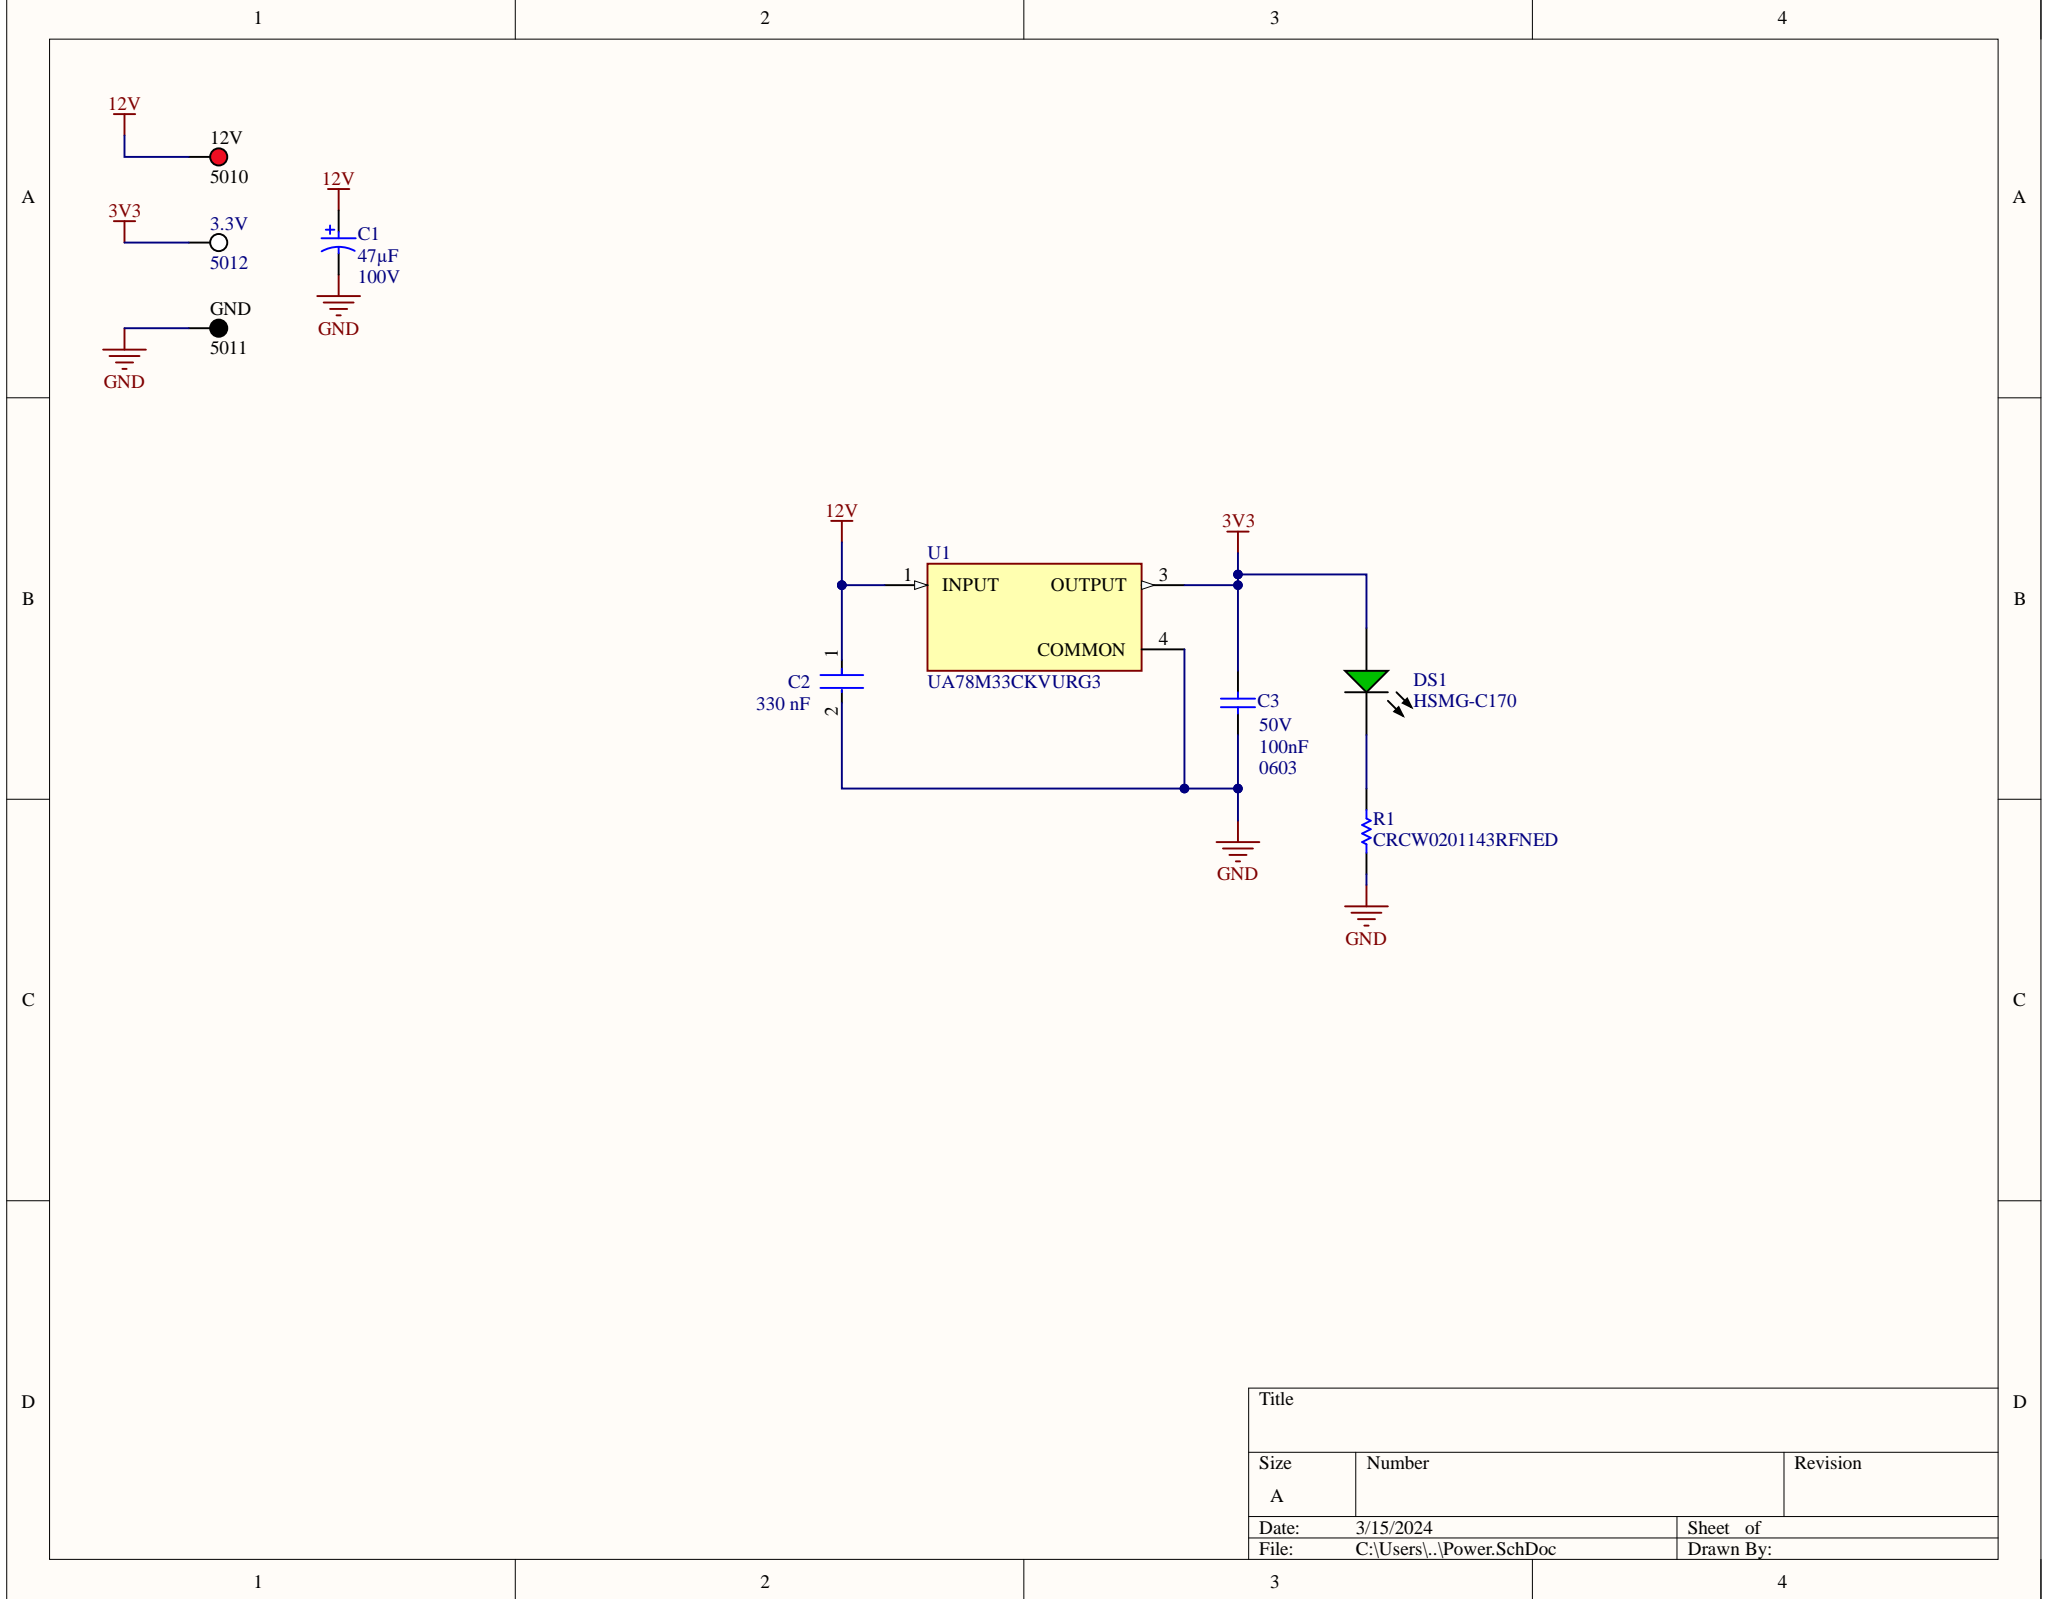 1 2 3 4
A A
B B
C C
D D
12V
12V
5010
3V3
3.3V
5012
GND
5011
GND
12V
+
C1
47µF
100V
GND
12V
U1
1 INPUT OUTPUT 3
COMMON 4
UA78M33CKVURG3
1
C2
330 nF
2
3V3
C3
50V
100nF
0603
GND
DS1
HSMG-C170
R1
CRCW0201143RFNED
GND
Title
Size Number Revision
A
Date: 3/15/2024 Sheet of
File: C:\Users\..\Power.SchDoc Drawn By:
1 2 3 4